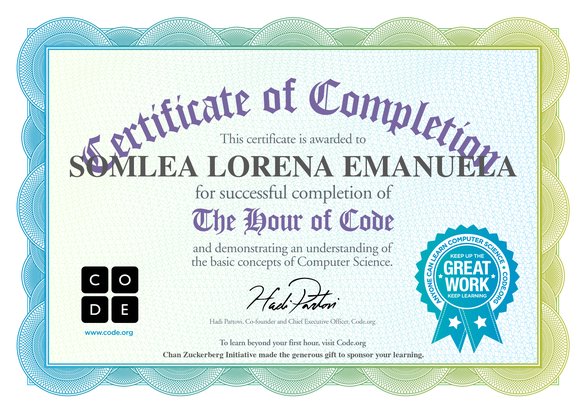 Certificate of Completion
This certificate is awarded to
SOMLEA LORENA EMANUELA
for successful completion of
The Hour of Code
and demonstrating an understanding of
the basic concepts of Computer Science.
Hadi Partovi
Hadi Partovi, Co-founder and Chief Executive Officer, Code.org
To learn beyond your first hour, visit Code.org
Chan Zuckerberg Initiative made the generous gift to sponsor your learning.
C O
D E
www.code.org
ANYONE CAN LEARN COMPUTER SCIENCE • CODE.ORG
KEEP UP THE
GREAT
WORK
KEEP LEARNING